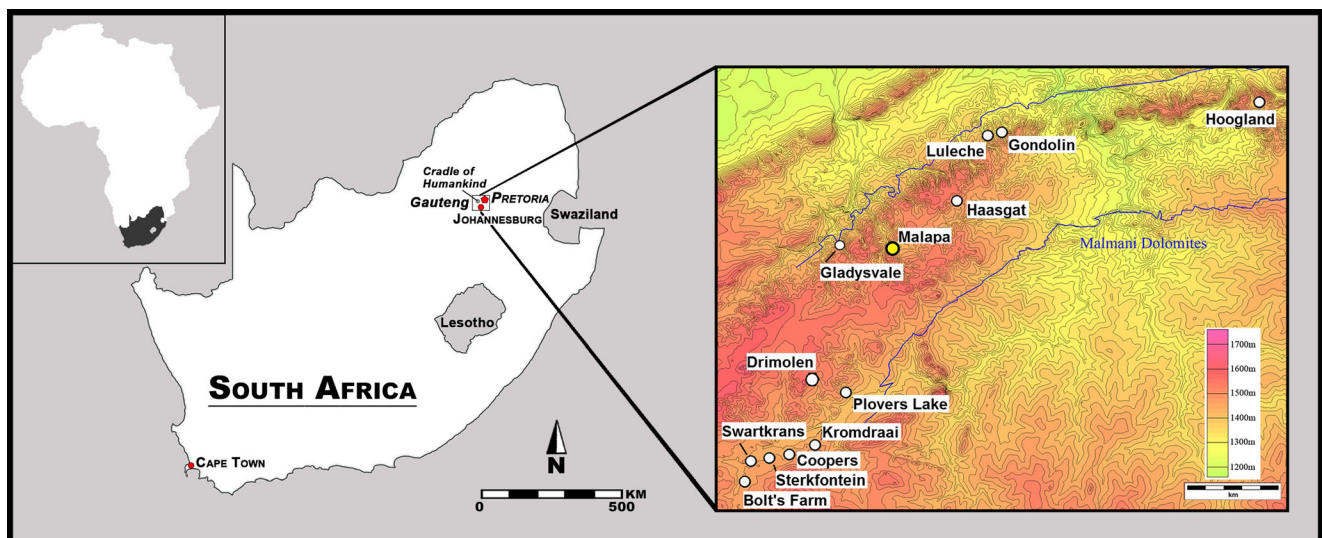 Cradle of
Humankind
Gauteng
PRETORIA
JOHANNESBURG
Swaziland
Lesotho
SOUTH AFRICA
CAPE TOWN
N
KM
0
500
Hoogland
Luleche
Gondolin
Haasgat
Malapa
Malmani Dolomites
Gladysvale
Drimolen
Plovers Lake
Swartkrans
Kromdraai
Coopers
Sterkfontein
Bolt's Farm
1700m
1600m
1500m
1400m
1300m
1200m
km